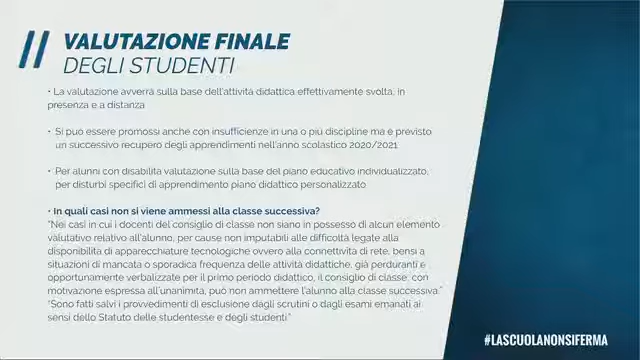 // VALUTAZIONE FINALE
DEGLI STUDENTI
• La valutazione avverrà sulla base dell'attività didattica effettivamente svolta, in
presenza e a distanza
• Si può essere promossi anche con insufficienze in una o più discipline ma è previsto
un successivo recupero degli apprendimenti nell'anno scolastico 2020/2021
• Per alunni con disabilità valutazione sulla base del piano educativo individualizzato,
per disturbi specifici di apprendimento piano didattico personalizzato
• In quali casi non si viene ammessi alla classe successiva?
"Nei casi in cui i docenti del consiglio di classe non siano in possesso di alcun elemento
valutativo relativo all'alunno, per cause non imputabili alle difficoltà legate alla
disponibilità di apparecchiature tecnologiche ovvero alla connettività di rete, bensì a
situazioni di mancata o sporadica frequenza delle attività didattiche, già perduranti e
opportunamente verbalizzate per il primo periodo didattico, il consiglio di classe, con
motivazione espressa all'unanimità, può non ammettere l'alunno alla classe successiva."
"Sono fatti salvi i provvedimenti di esclusione dagli scrutini o dagli esami emanati ai
sensi dello Statuto delle studentesse e degli studenti."
#LASCUOLANONSIFERMA